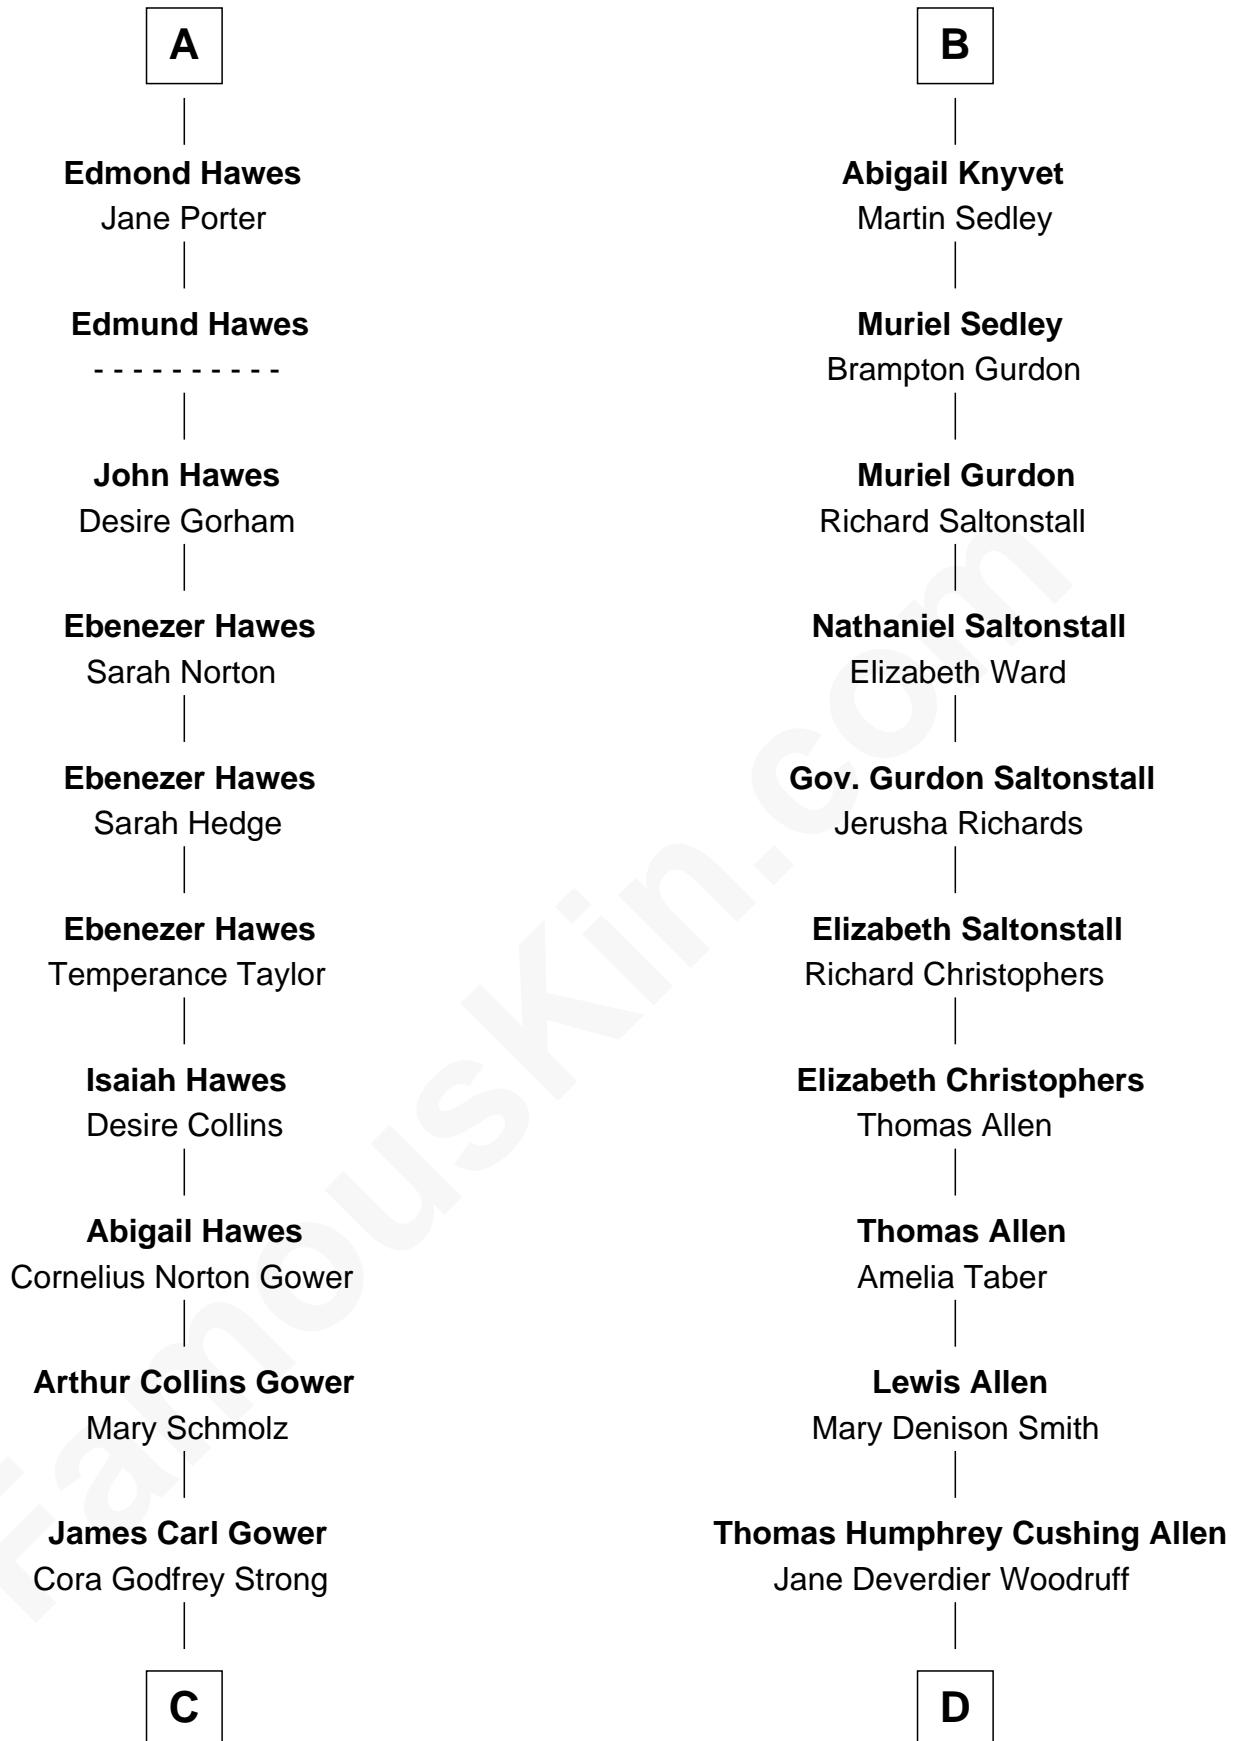 A
Edmond Hawes
Jane Porter
Edmund Hawes
- - - - - - - - - -
John Hawes
Desire Gorham
Ebenezer Hawes
Sarah Norton
Ebenezer Hawes
Sarah Hedge
Ebenezer Hawes
Temperance Taylor
Isaiah Hawes
Desire Collins
Abigail Hawes
Cornelius Norton Gower
Arthur Collins Gower
Mary Schmolz
James Carl Gower
Cora Godfrey Strong
C
B
Abigail Knyvet
Martin Sedley
Muriel Sedley
Brampton Gurdon
Muriel Gurdon
Richard Saltonstall
Nathaniel Saltonstall
Elizabeth Ward
Gov. Gurdon Saltonstall
Jerusha Richards
Elizabeth Saltonstall
Richard Christophers
Elizabeth Christophers
Thomas Allen
Thomas Allen
Amelia Taber
Lewis Allen
Mary Denison Smith
Thomas Humphrey Cushing Allen
Jane Deverdier Woodruff
D
FamousKin.com